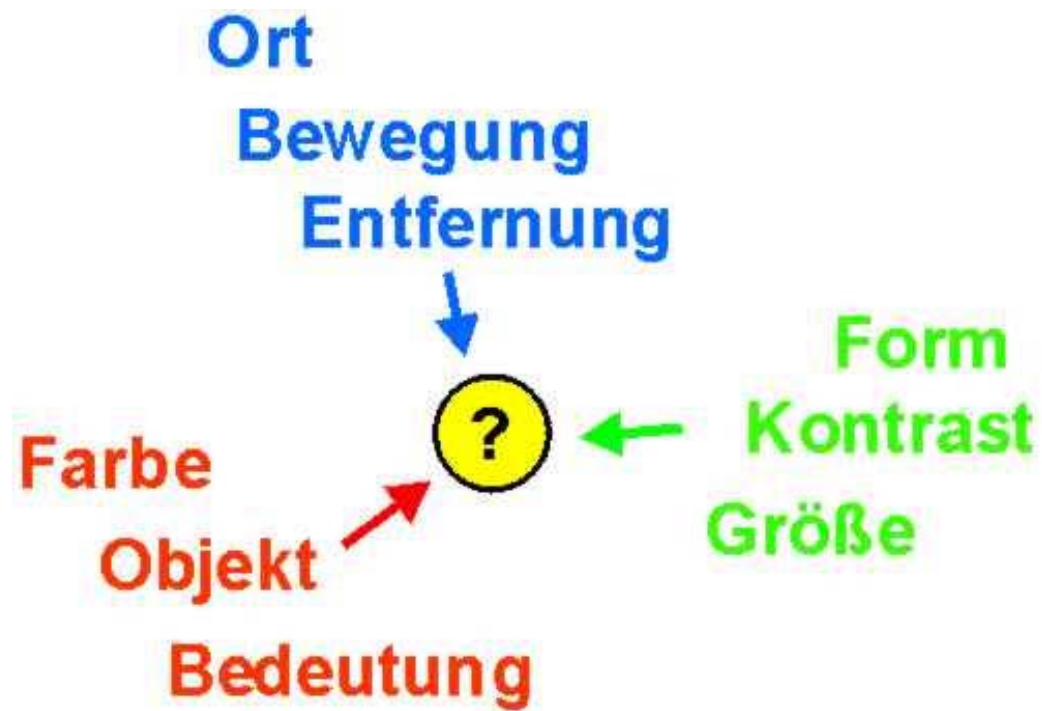 Ort
Bewegung
Entfernung
Form
Kontrast
Größe
?
Farbe
Objekt
Bedeutung